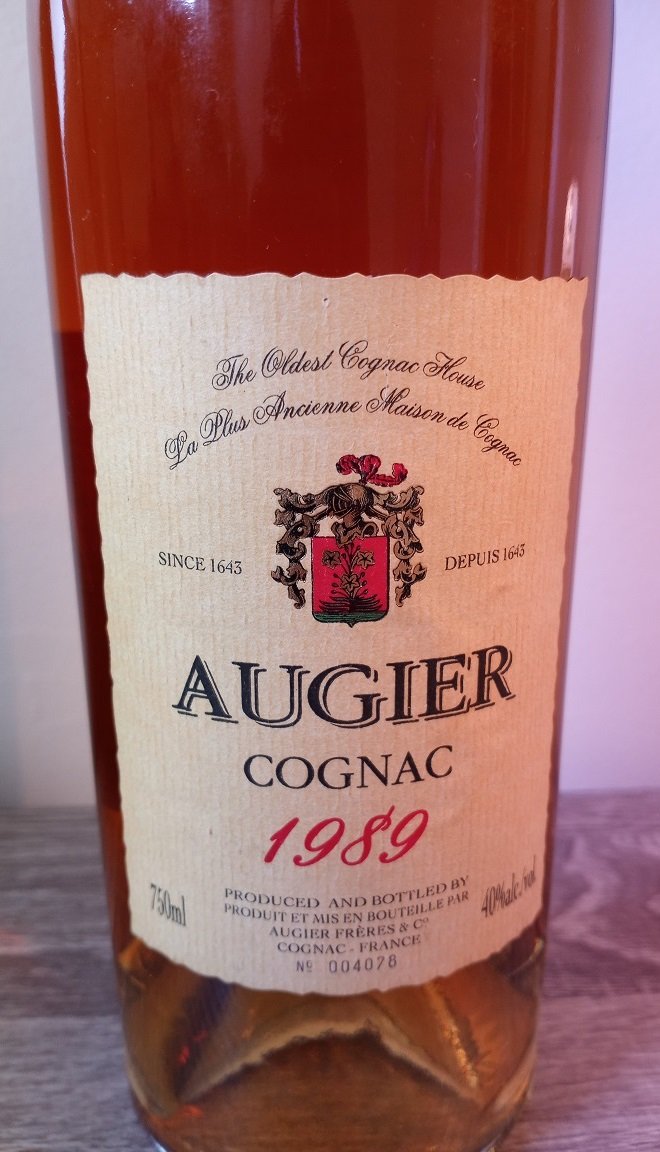 The Oldest Cognac House
La Plus Ancienne Maison de Cognac
SINCE 1643
DEPUIS 1643
AUGIER
COGNAC
1989
750ml
PRODUCED AND BOTTLED BY
PRODUIT ET MIS EN BOUTEILLE PAR
AUGIER FRÈRES & Cº
COGNAC - FRANCE
40%alc./vol.
Nº 004078